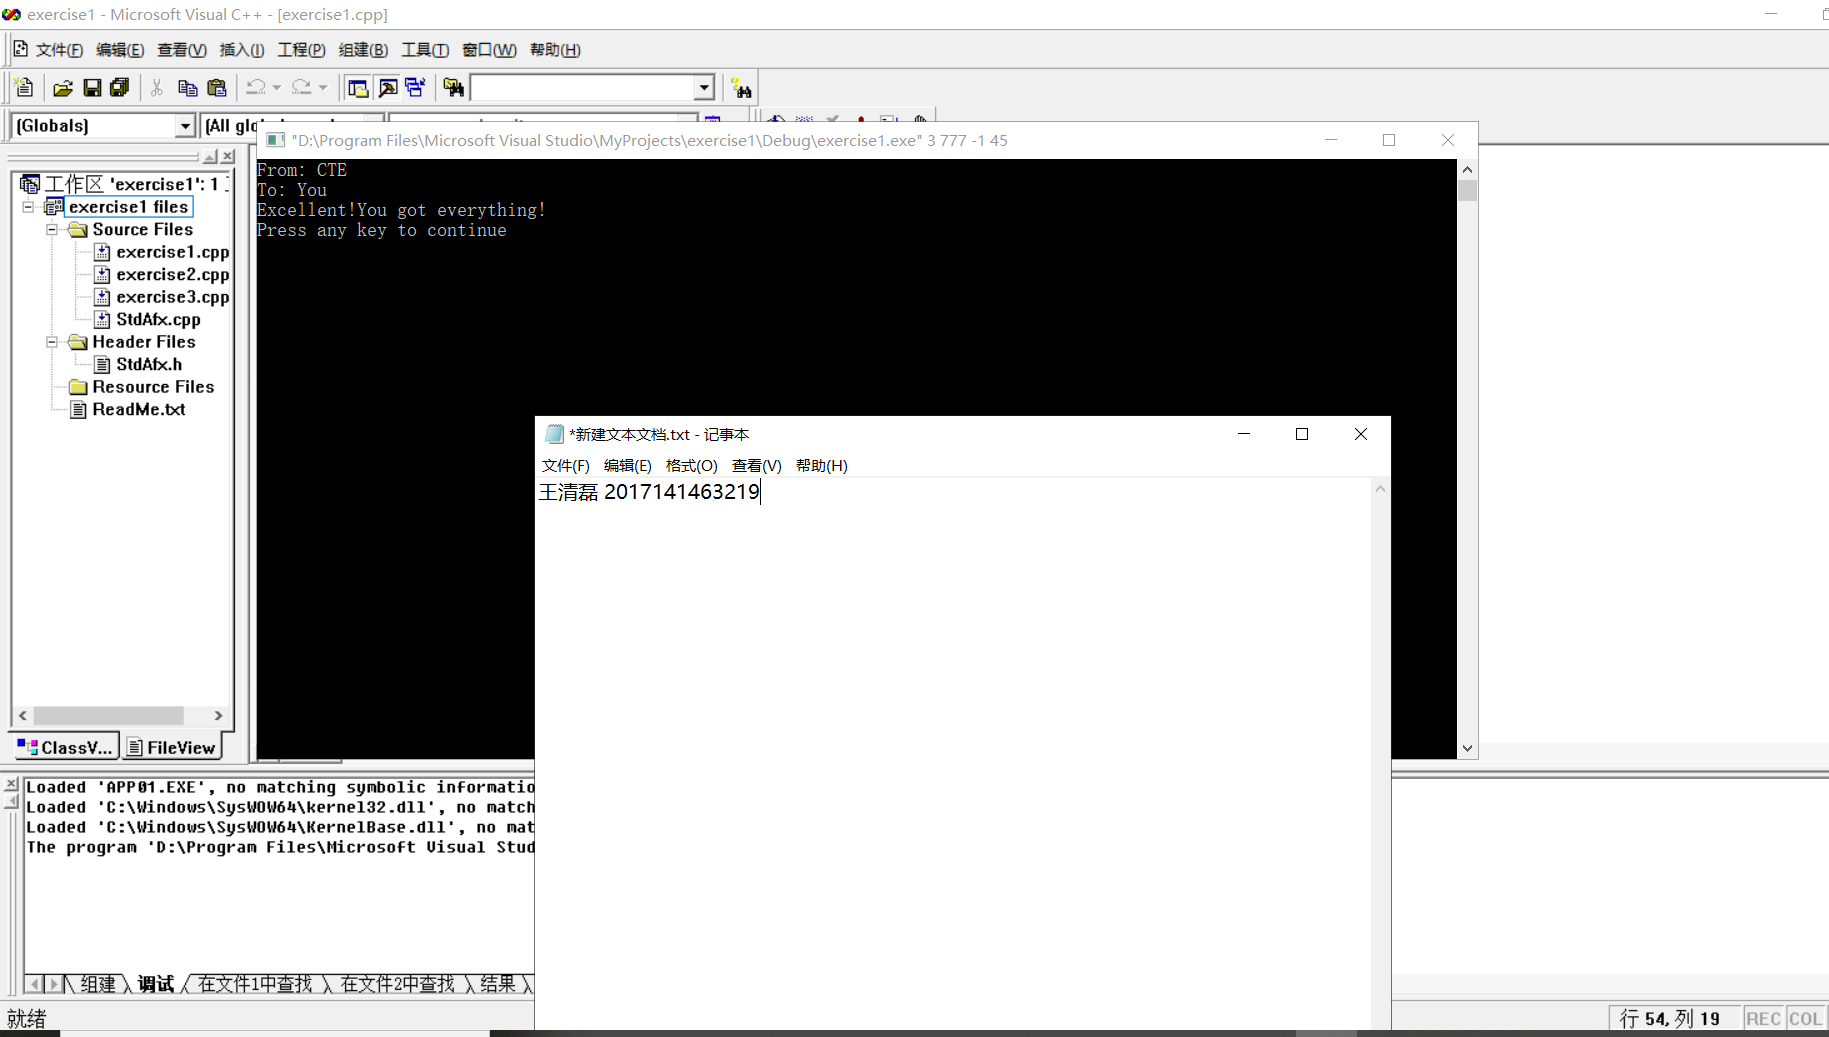 exercise1 - Microsoft Visual C++ - [exercise1.cpp]
文件(F) 编辑(E) 查看(V) 插入(I) 工程(P) 组建(B) 工具(T) 窗口(W) 帮助(H)
(Globals)
(All
"D:\Program Files\Microsoft Visual Studio\MyProjects\exercise1\Debug\exercise1.exe" 3 777 -1 45
From: CTE
To: You
Excellent!You got everything!
Press any key to continue
工作区 'exercise1': 1
exercise1 files
Source Files
exercise1.cpp
exercise2.cpp
exercise3.cpp
StdAfx.cpp
Header Files
StdAfx.h
Resource Files
ReadMe.txt
ClassV... FileView
*新建文本文档.txt - 记事本
文件(F) 编辑(E) 格式(O) 查看(V) 帮助(H)
王清磊 2017141463219
Loaded 'APP01.EXE', no matching symbolic informatio
Loaded 'C:\Windows\SysWOW64\kernel32.dll', no match
Loaded 'C:\Windows\SysWOW64\KernelBase.dll', no mat
The program 'D:\Program Files\Microsoft Visual Stud
组建 调试 在文件1中查找 在文件2中查找 结果
就绪
行 54, 列 19 REC COL